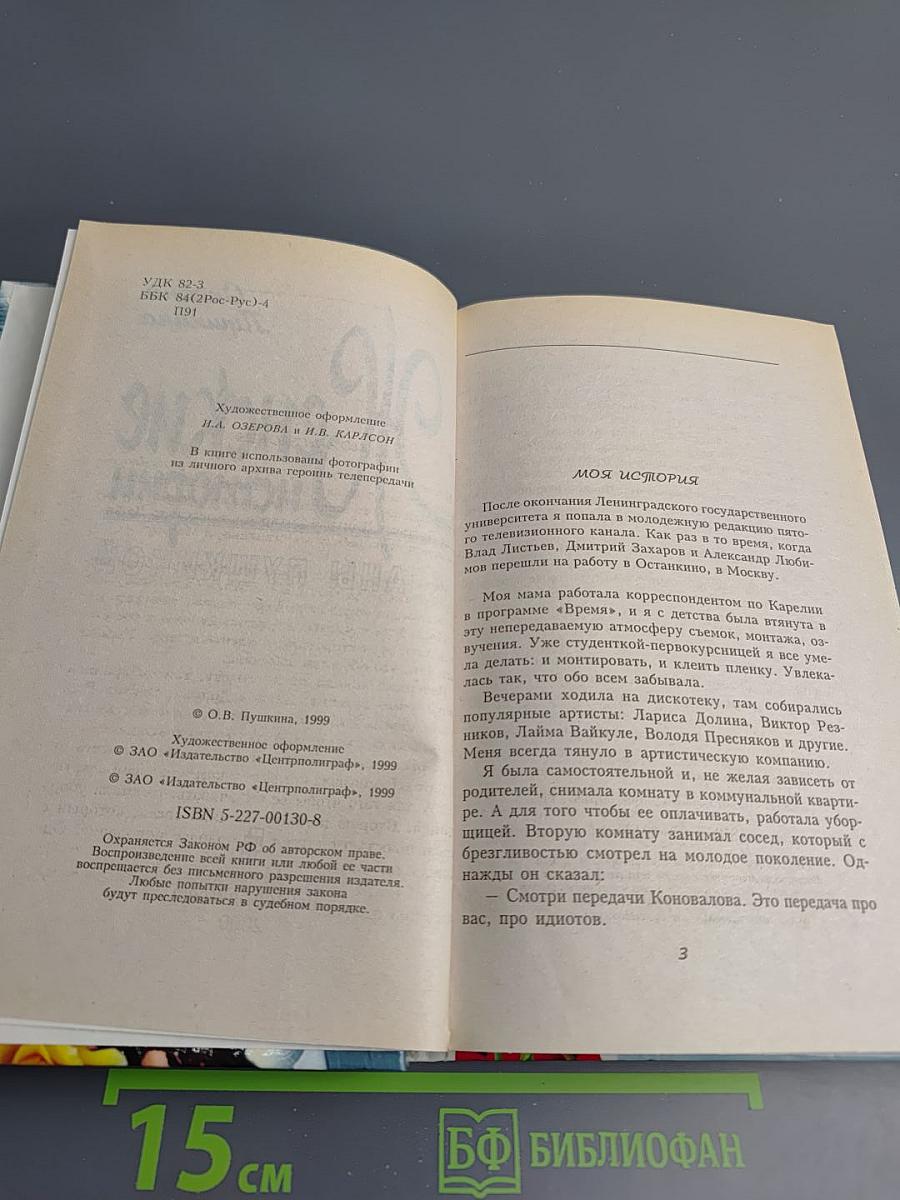 УДК 82-3
ББК 84(2Рос-Рус)-4
П91
Художественное оформление
Н.А. ОЗЕРОВА и И.В. КАРЛСОН
В книге использованы фотографии
из личного архива героинь телепередачи
© О.В. Пушкина, 1999
Художественное оформление
© ЗАО «Издательство «Центрполиграф», 1999
© ЗАО «Издательство «Центрполиграф», 1999
ISBN 5-227-00130-8
Охраняется Законом РФ об авторском праве.
Воспроизведение всей книги или любой ее части
воспрещается без письменного разрешения издателя.
Любые попытки нарушения закона
будут преследоваться в судебном порядке.
МОЯ ИСТОРИЯ
После окончания Ленинградского государственного
университета я попала в молодежную редакцию пято-
го телевизионного канала. Как раз в то время, когда
Влад Листьев, Дмитрий Захаров и Александр Люби-
мов перешли на работу в Останкино, в Москву.
Моя мама работала корреспондентом по Карелии
в программе «Время», и я с детства была втянута в
эту непередаваемую атмосферу съемок, монтажа, оз-
вучения. Уже студенткой-первокурсницей я все уме-
ла делать: и монтировать, и клеить пленку. Увлека-
лась так, что обо всем забывала.
Вечерами ходила на дискотеку, там собирались
популярные артисты: Лариса Долина, Виктор Рез-
ников, Лайма Вайкуле, Володя Пресняков и другие.
Меня всегда тянуло в артистическую компанию.
Я была самостоятельной и, не желая зависеть от
родителей, снимала комнату в коммунальной кварти-
ре. А для того чтобы ее оплачивать, работала убор-
щицей. Вторую комнату занимал сосед, который с
брезгливостью смотрел на молодое поколение. Од-
нажды он сказал:
— Смотри передачи Коновалова. Это передача про
вас, про идиотов.
3
15 см
БФ БИБЛИОФАН